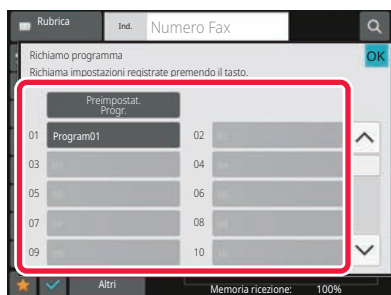 Rubrica
Ind.
Numero Fax
Richiamo programma
OK
Richiama impostazioni registrate premendo il tasto.
Preimpostat.
Progr.
01 Program01 02
03 04
05 06
07 08
09 10
Altri
Memoria ricezione: 100%